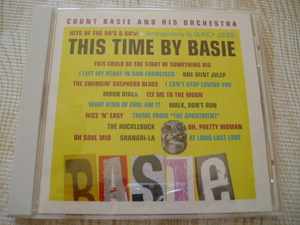 COUNT BASIE AND HIS ORCHESTRA
HITS OF THE 50'S & 60's! Arrangements by QUINCY JONES
THIS TIME BY BASIE
THIS COULD BE THE START OF SOMETHING BIG
I LEFT MY HEART IN SAN FRANCISCO ONE MINT JULEP
THE SWINGIN' SHEPHERD BLUES I CAN'T STOP LOVING YOU
MOON RIVER FLY ME TO THE MOON
WHAT KIND OF FOOL AM I? WALK, DON'T RUN
NICE 'N' EASY THEME FROM "THE APARTMENT"
THE HUCKLEBUCK OH, PRETTY WOMAN
OH SOUL MIO SHANGRI-LA AT LONG LAST LOVE
BASIE